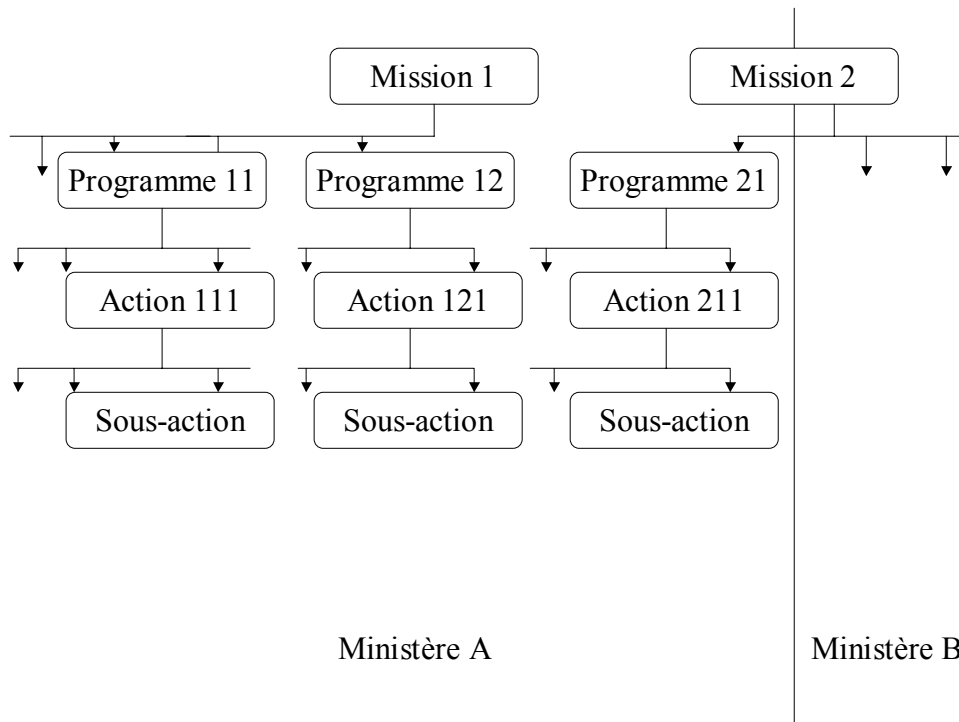 Mission 1
Mission 2
Programme 11
Programme 12
Programme 21
Action 111
Action 121
Action 211
Sous-action
Sous-action
Sous-action
Ministère A
Ministère B